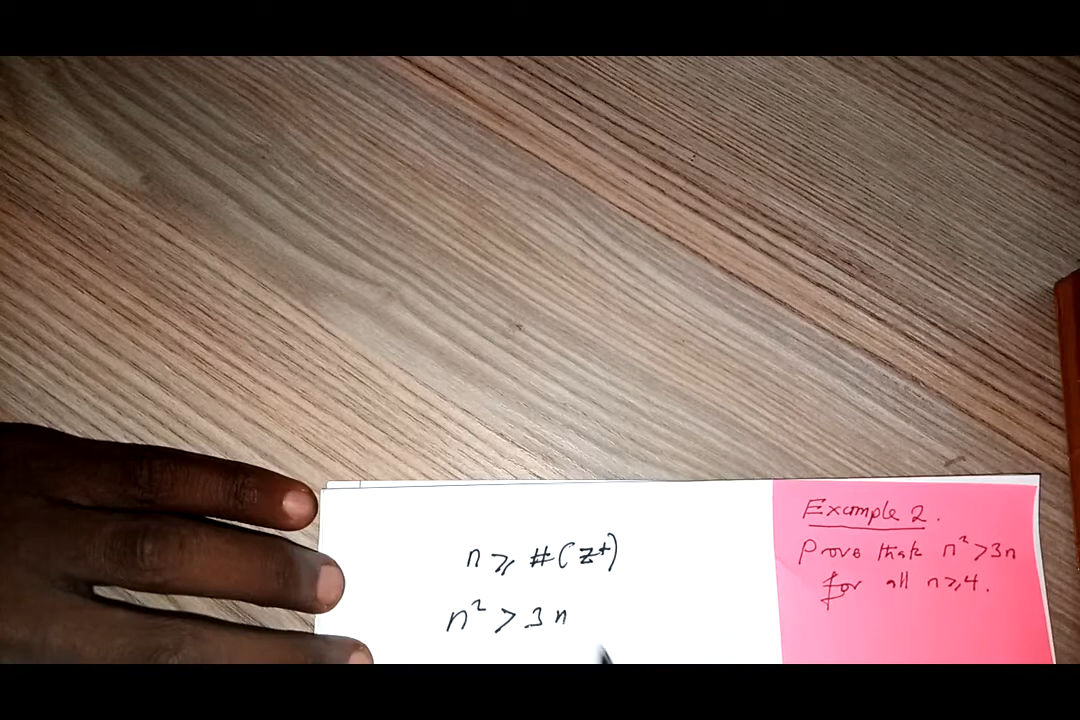 n ⩾ #(z+)
n² > 3n
Example 2.
Prove that n² > 3n
for all n ⩾ 4.